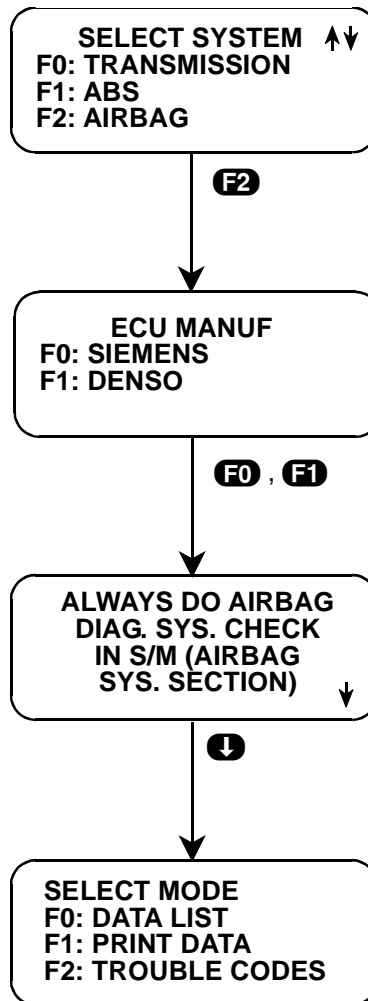 SELECT SYSTEM
F0: TRANSMISSION
F1: ABS
F2: AIRBAG
F2
ECU MANUF
F0: SIEMENS
F1: DENSO
F0 , F1
ALWAYS DO AIRBAG
DIAG. SYS. CHECK
IN S/M (AIRBAG
SYS. SECTION)
SELECT MODE
F0: DATA LIST
F1: PRINT DATA
F2: TROUBLE CODES